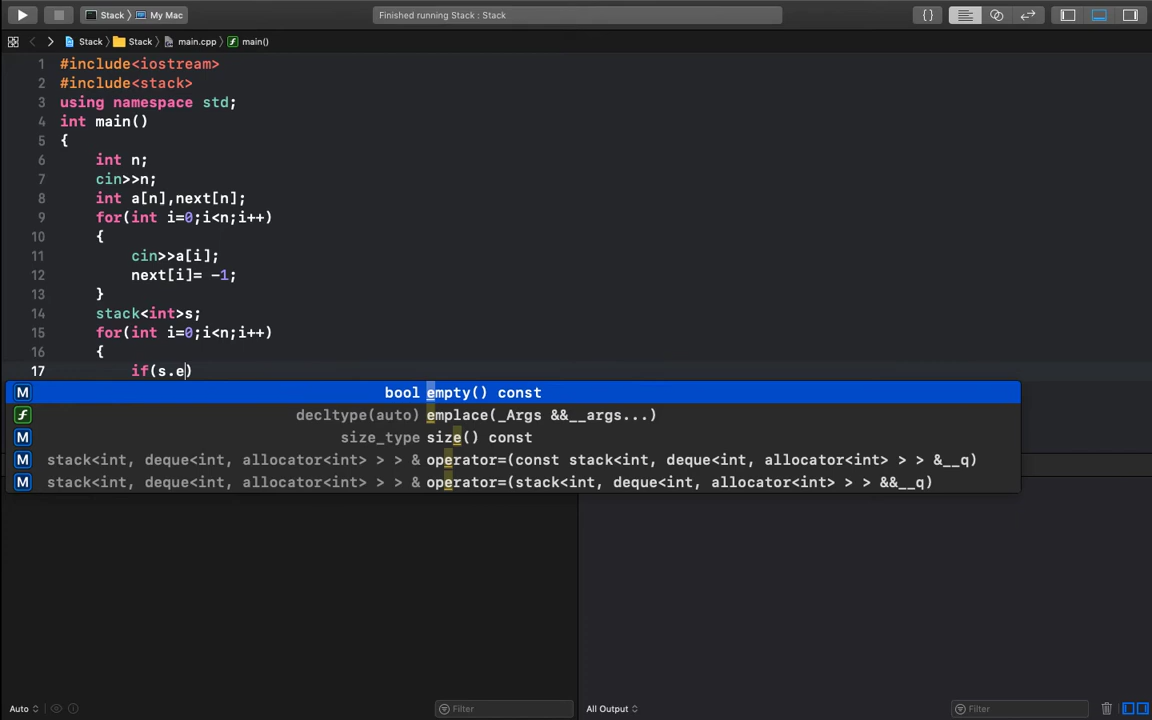 Stack 〉 My Mac
Finished running Stack : Stack
{ }
Stack 〉 Stack 〉 main.cpp 〉 f main()
1 #include<iostream>
2 #include<stack>
3 using namespace std;
4 int main()
5 {
6 int n;
7 cin>>n;
8 int a[n],next[n];
9 for(int i=0;i<n;i++)
10 {
11 cin>>a[i];
12 next[i]= -1;
13 }
14 stack<int>s;
15 for(int i=0;i<n;i++)
16 {
17 if(s.e)
M bool empty() const
f decltype(auto) emplace(_Args &&__args...)
M size_type size() const
M stack<int, deque<int, allocator<int> > > & operator=(const stack<int, deque<int, allocator<int> > > &__q)
M stack<int, deque<int, allocator<int> > > & operator=(stack<int, deque<int, allocator<int> > > &&__q)
Auto
Filter
All Output
Filter